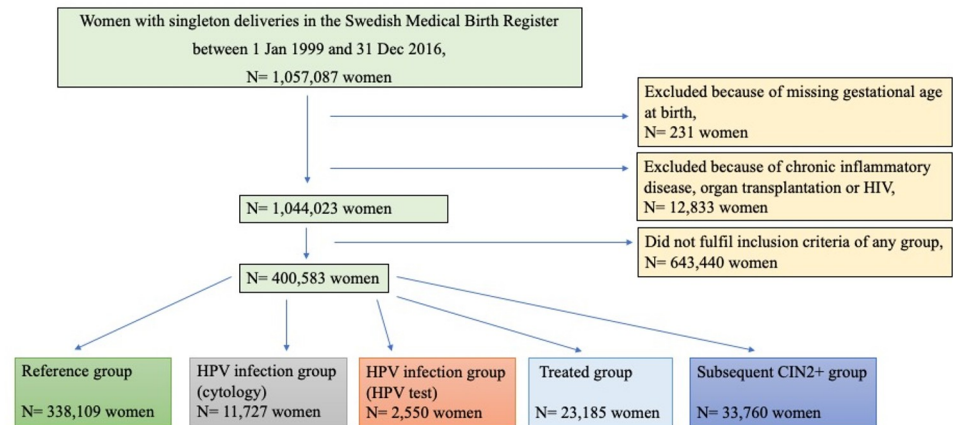 Women with singleton deliveries in the Swedish Medical Birth Register
between 1 Jan 1999 and 31 Dec 2016,
N= 1,057,087 women
Excluded because of missing gestational age
at birth,
N= 231 women
Excluded because of chronic inflammatory
disease, organ transplantation or HIV,
N= 12,833 women
N= 1,044,023 women
Did not fulfil inclusion criteria of any group,
N= 643,440 women
N= 400,583 women
Reference group
N= 338,109 women
HPV infection group
(cytology)
N= 11,727 women
HPV infection group
(HPV test)
N= 2,550 women
Treated group
N= 23,185 women
Subsequent CIN2+ group
N= 33,760 women